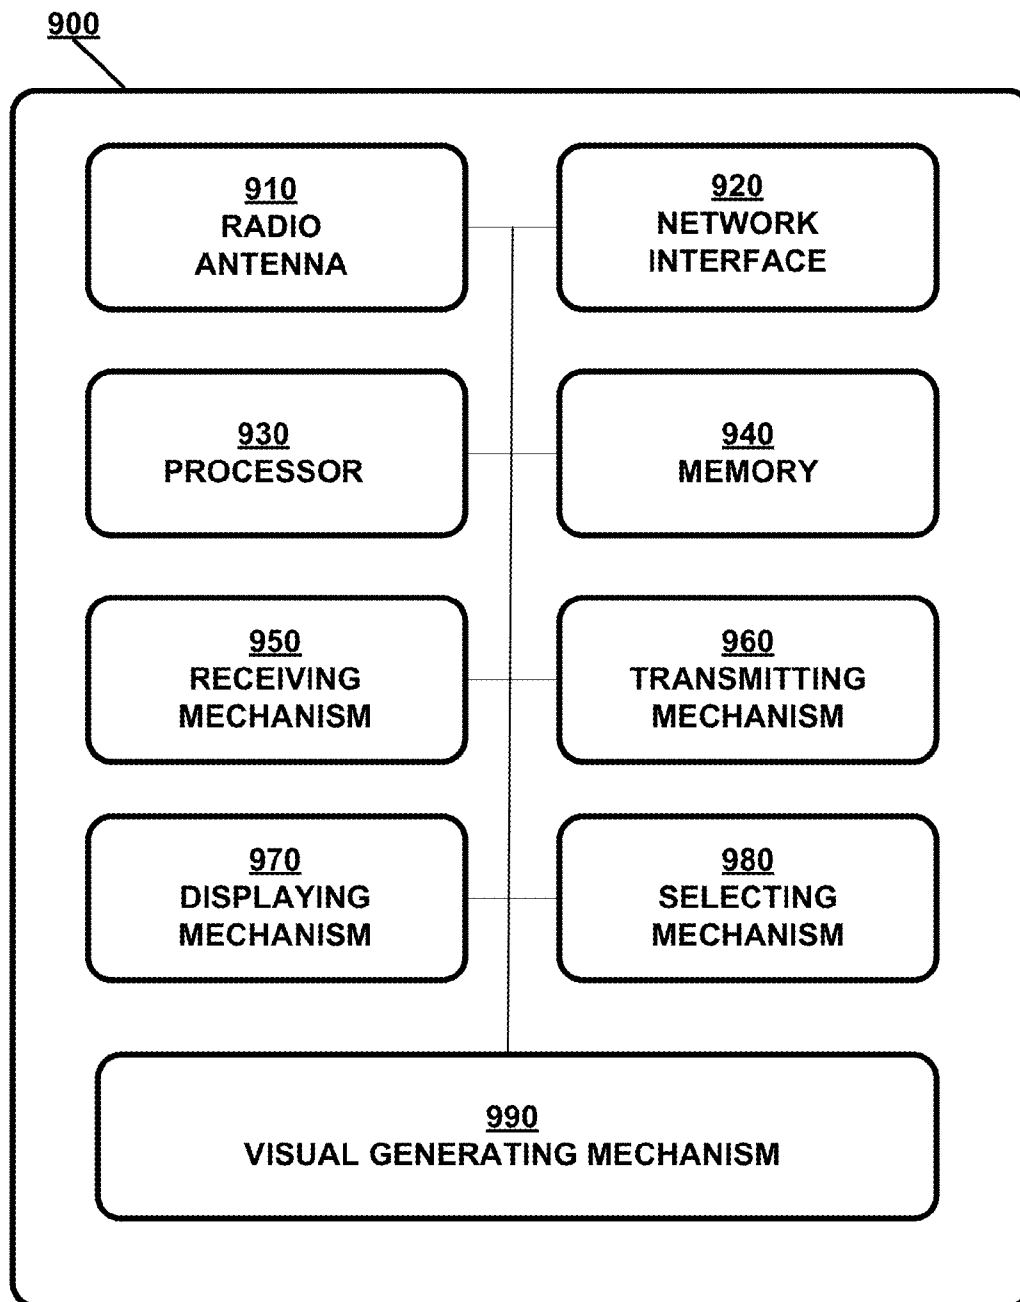 900
910
RADIO
ANTENNA
920
NETWORK
INTERFACE
930
PROCESSOR
940
MEMORY
950
RECEIVING
MECHANISM
960
TRANSMITTING
MECHANISM
970
DISPLAYING
MECHANISM
980
SELECTING
MECHANISM
990
VISUAL GENERATING MECHANISM